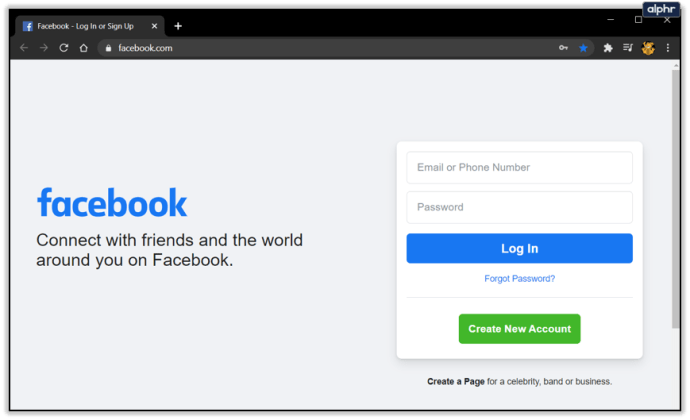 alphr
Facebook - Log In or Sign Up
facebook.com
facebook
Connect with friends and the world
around you on Facebook.
Email or Phone Number
Password
Log In
Forgot Password?
Create New Account
Create a Page for a celebrity, band or business.